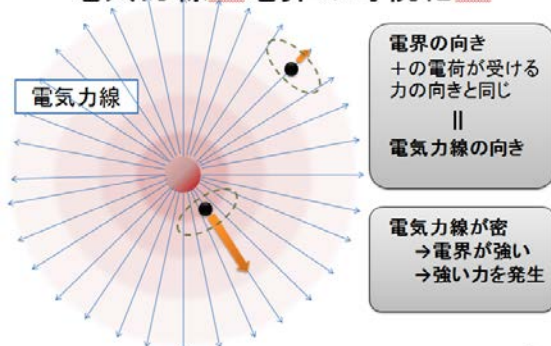 電気力線
電界の向き
+の電荷が受ける
力の向きと同じ
||
電気力線の向き
電気力線が密
→電界が強い
→強い力を発生